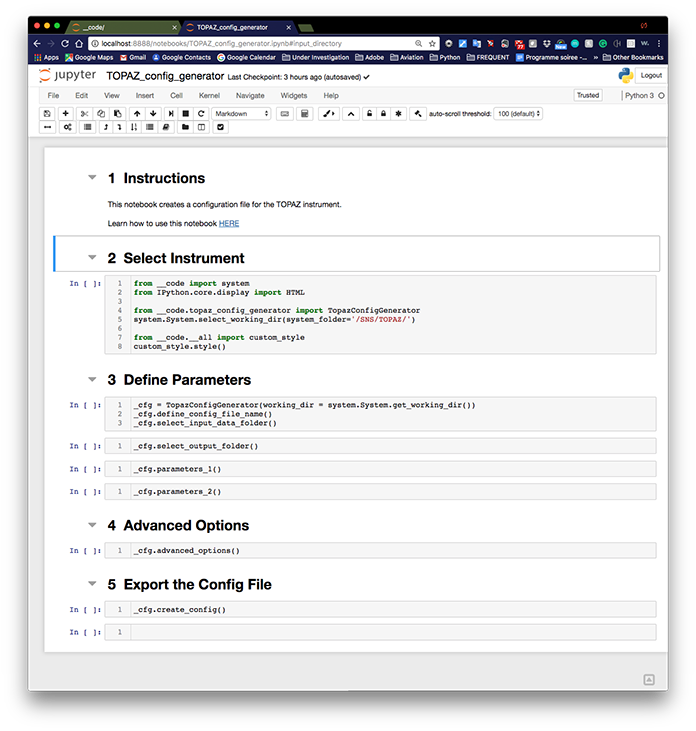 __code/
TOPAZ_config_generator
localhost:8888/notebooks/TOPAZ_config_generator.ipynb#input_directory
Apps Google Maps Gmail Google Contacts Google Calendar Under Investigation Adobe Aviation Photo en cours FREQUENT Programme soiree - ... Other Bookmarks
jupyter TOPAZ_config_generator Last Checkpoint: 3 hours ago (autosaved) Logout
File Edit View Insert Cell Kernel Navigate Widgets Help Trusted Python 3
Markdown auto-scroll threshold: 100 (default)
1 Instructions
This notebook creates a configuration file for the TOPAZ instrument.
Learn how to use this notebook HERE
2 Select Instrument
In [ ]: 1 from __code import system
2 from IPython.core.display import HTML
3
4 from __code.topaz_config_generator import TopazConfigGenerator
5 system.System.select_working_dir(system_folder='/SNS/TOPAZ/')
6
7 from __code.__all import custom_style
8 custom_style.style()
3 Define Parameters
In [ ]: 1 _cfg = TopazConfigGenerator(working_dir = system.System.get_working_dir())
2 _cfg.define_config_file_name()
3 _cfg.select_input_data_folder()
In [ ]: 1 _cfg.select_output_folder()
In [ ]: 1 _cfg.parameters_1()
In [ ]: 1 _cfg.parameters_2()
4 Advanced Options
In [ ]: 1 _cfg.advanced_options()
5 Export the Config File
In [ ]: 1 _cfg.create_config()
In [ ]: 1